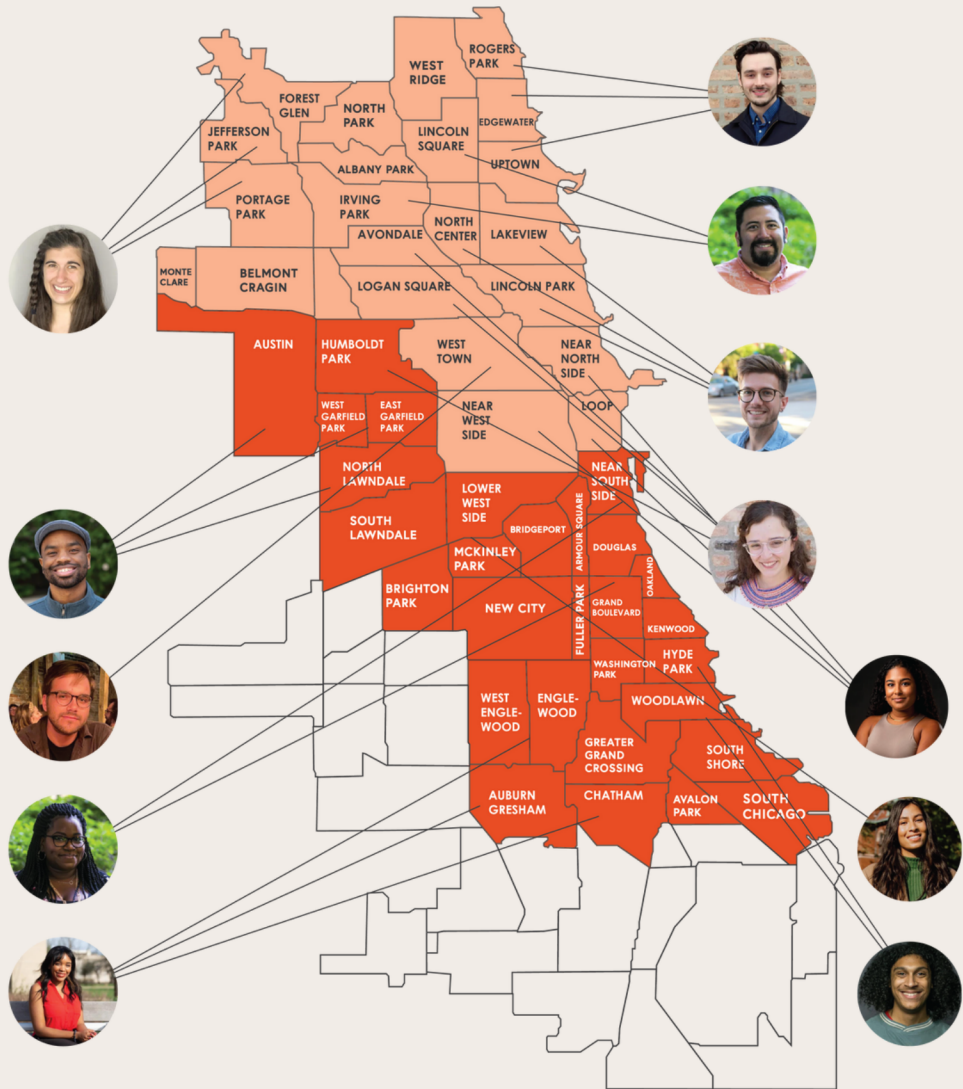 ROGERS
PARK
WEST
RIDGE
FOREST
GLEN
NORTH
PARK
EDGEWATER
JEFFERSON
PARK
LINCOLN
SQUARE
UPTOWN
ALBANY PARK
PORTAGE
PARK
IRVING
PARK
NORTH
CENTER
LAKEVIEW
AVONDALE
MONTE
CLARE
BELMONT
CRAGIN
LOGAN SQUARE
LINCOLN PARK
AUSTIN
HUMBOLDT
PARK
WEST
TOWN
NEAR
NORTH
SIDE
WEST
GARFIELD
PARK
EAST
GARFIELD
PARK
NEAR
WEST
SIDE
LOOP
NORTH
LAWNDALE
NEAR
SOUTH
SIDE
LOWER
WEST
SIDE
SOUTH
LAWNDALE
BRIDGEPORT
ARMOUR SQUARE
DOUGLAS
MCKINLEY
PARK
OAKLAND
BRIGHTON
PARK
NEW CITY
FULLER PARK
GRAND
BOULEVARD
KENWOOD
WASHINGTON
PARK
HYDE
PARK
WEST
ENGLE-
WOOD
ENGLE-
WOOD
WOODLAWN
GREATER
GRAND
CROSSING
SOUTH
SHORE
AUBURN
GRESHAM
CHATHAM
AVALON
PARK
SOUTH
CHICAGO